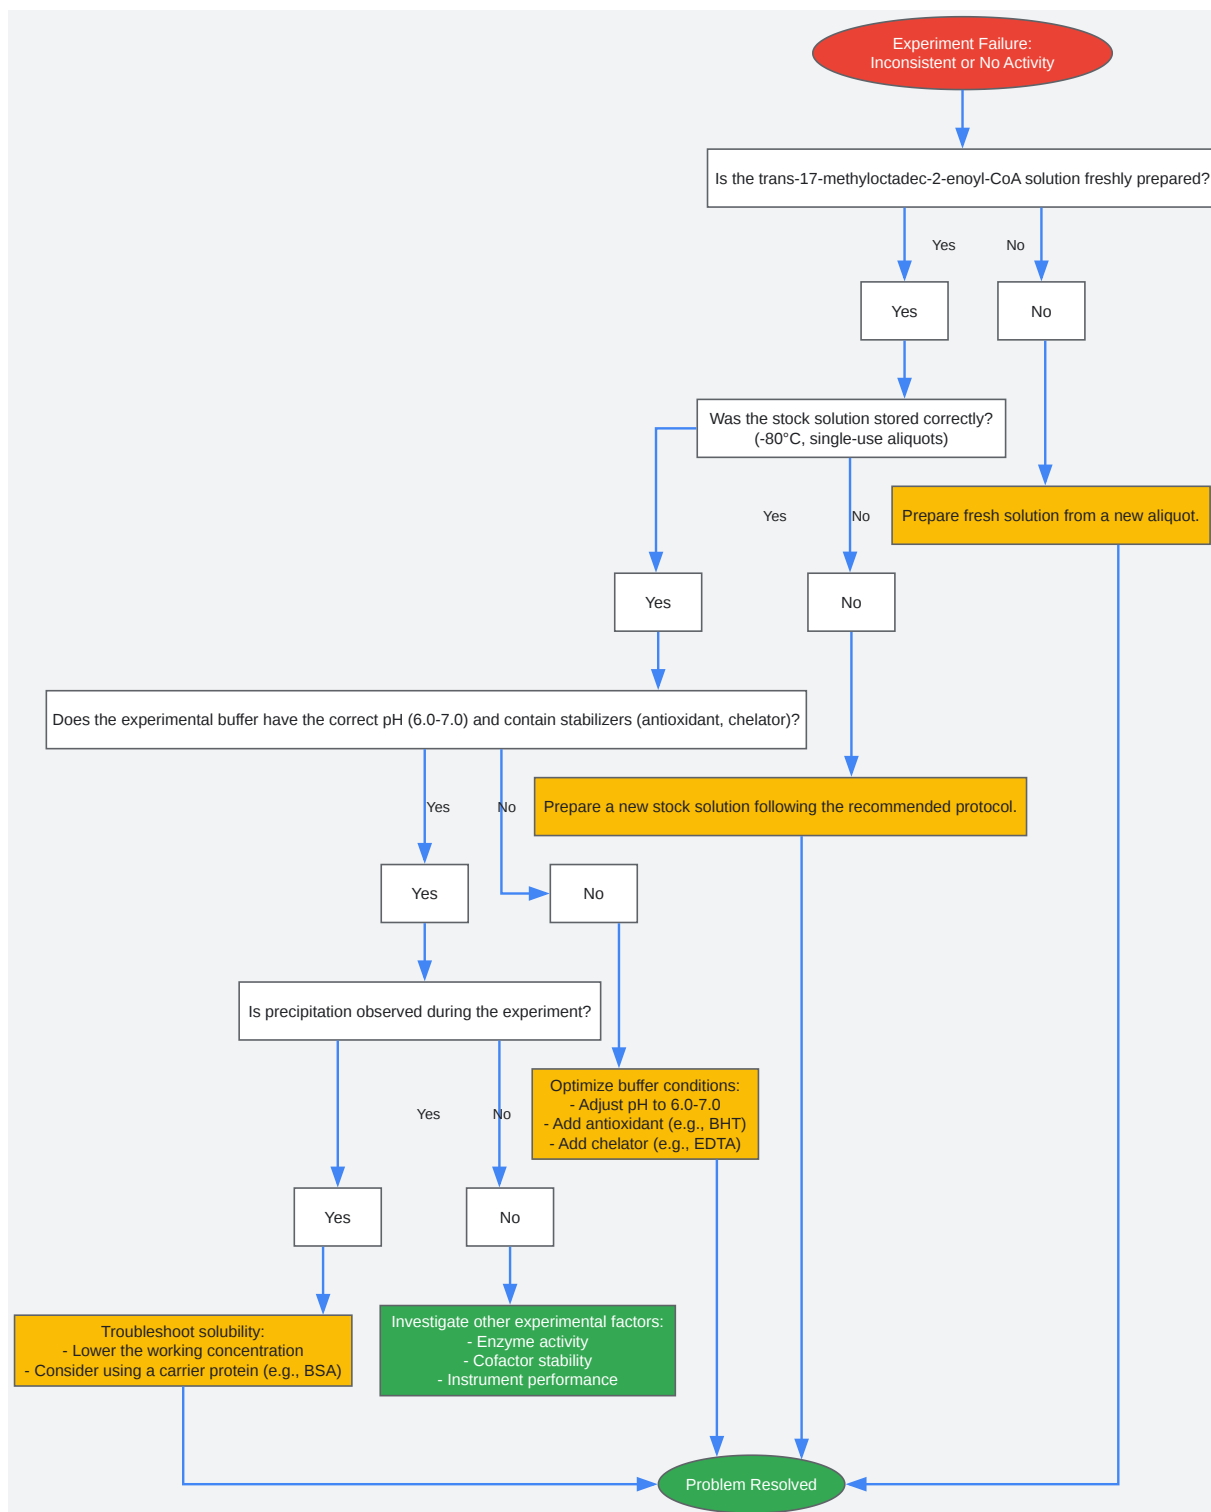 Experiment Failure:
Inconsistent or No Activity
Is the trans-17-methyloctadec-2-enoyl-CoA solution freshly prepared?
Yes
No
Yes
No
Was the stock solution stored correctly?
(-80°C, single-use aliquots)
Prepare fresh solution from a new aliquot.
Yes
No
Yes
No
Does the experimental buffer have the correct pH (6.0-7.0) and contain stabilizers (antioxidant, chelator)?
Yes
No
Prepare a new stock solution following the recommended protocol.
Yes
No
Is precipitation observed during the experiment?
Optimize buffer conditions:
- Adjust pH to 6.0-7.0
- Add antioxidant (e.g., BHT)
- Add chelator (e.g., EDTA)
Yes
No
Yes
No
Troubleshoot solubility:
- Lower the working concentration
- Consider using a carrier protein (e.g., BSA)
Investigate other experimental factors:
- Enzyme activity
- Cofactor stability
- Instrument performance
Problem Resolved